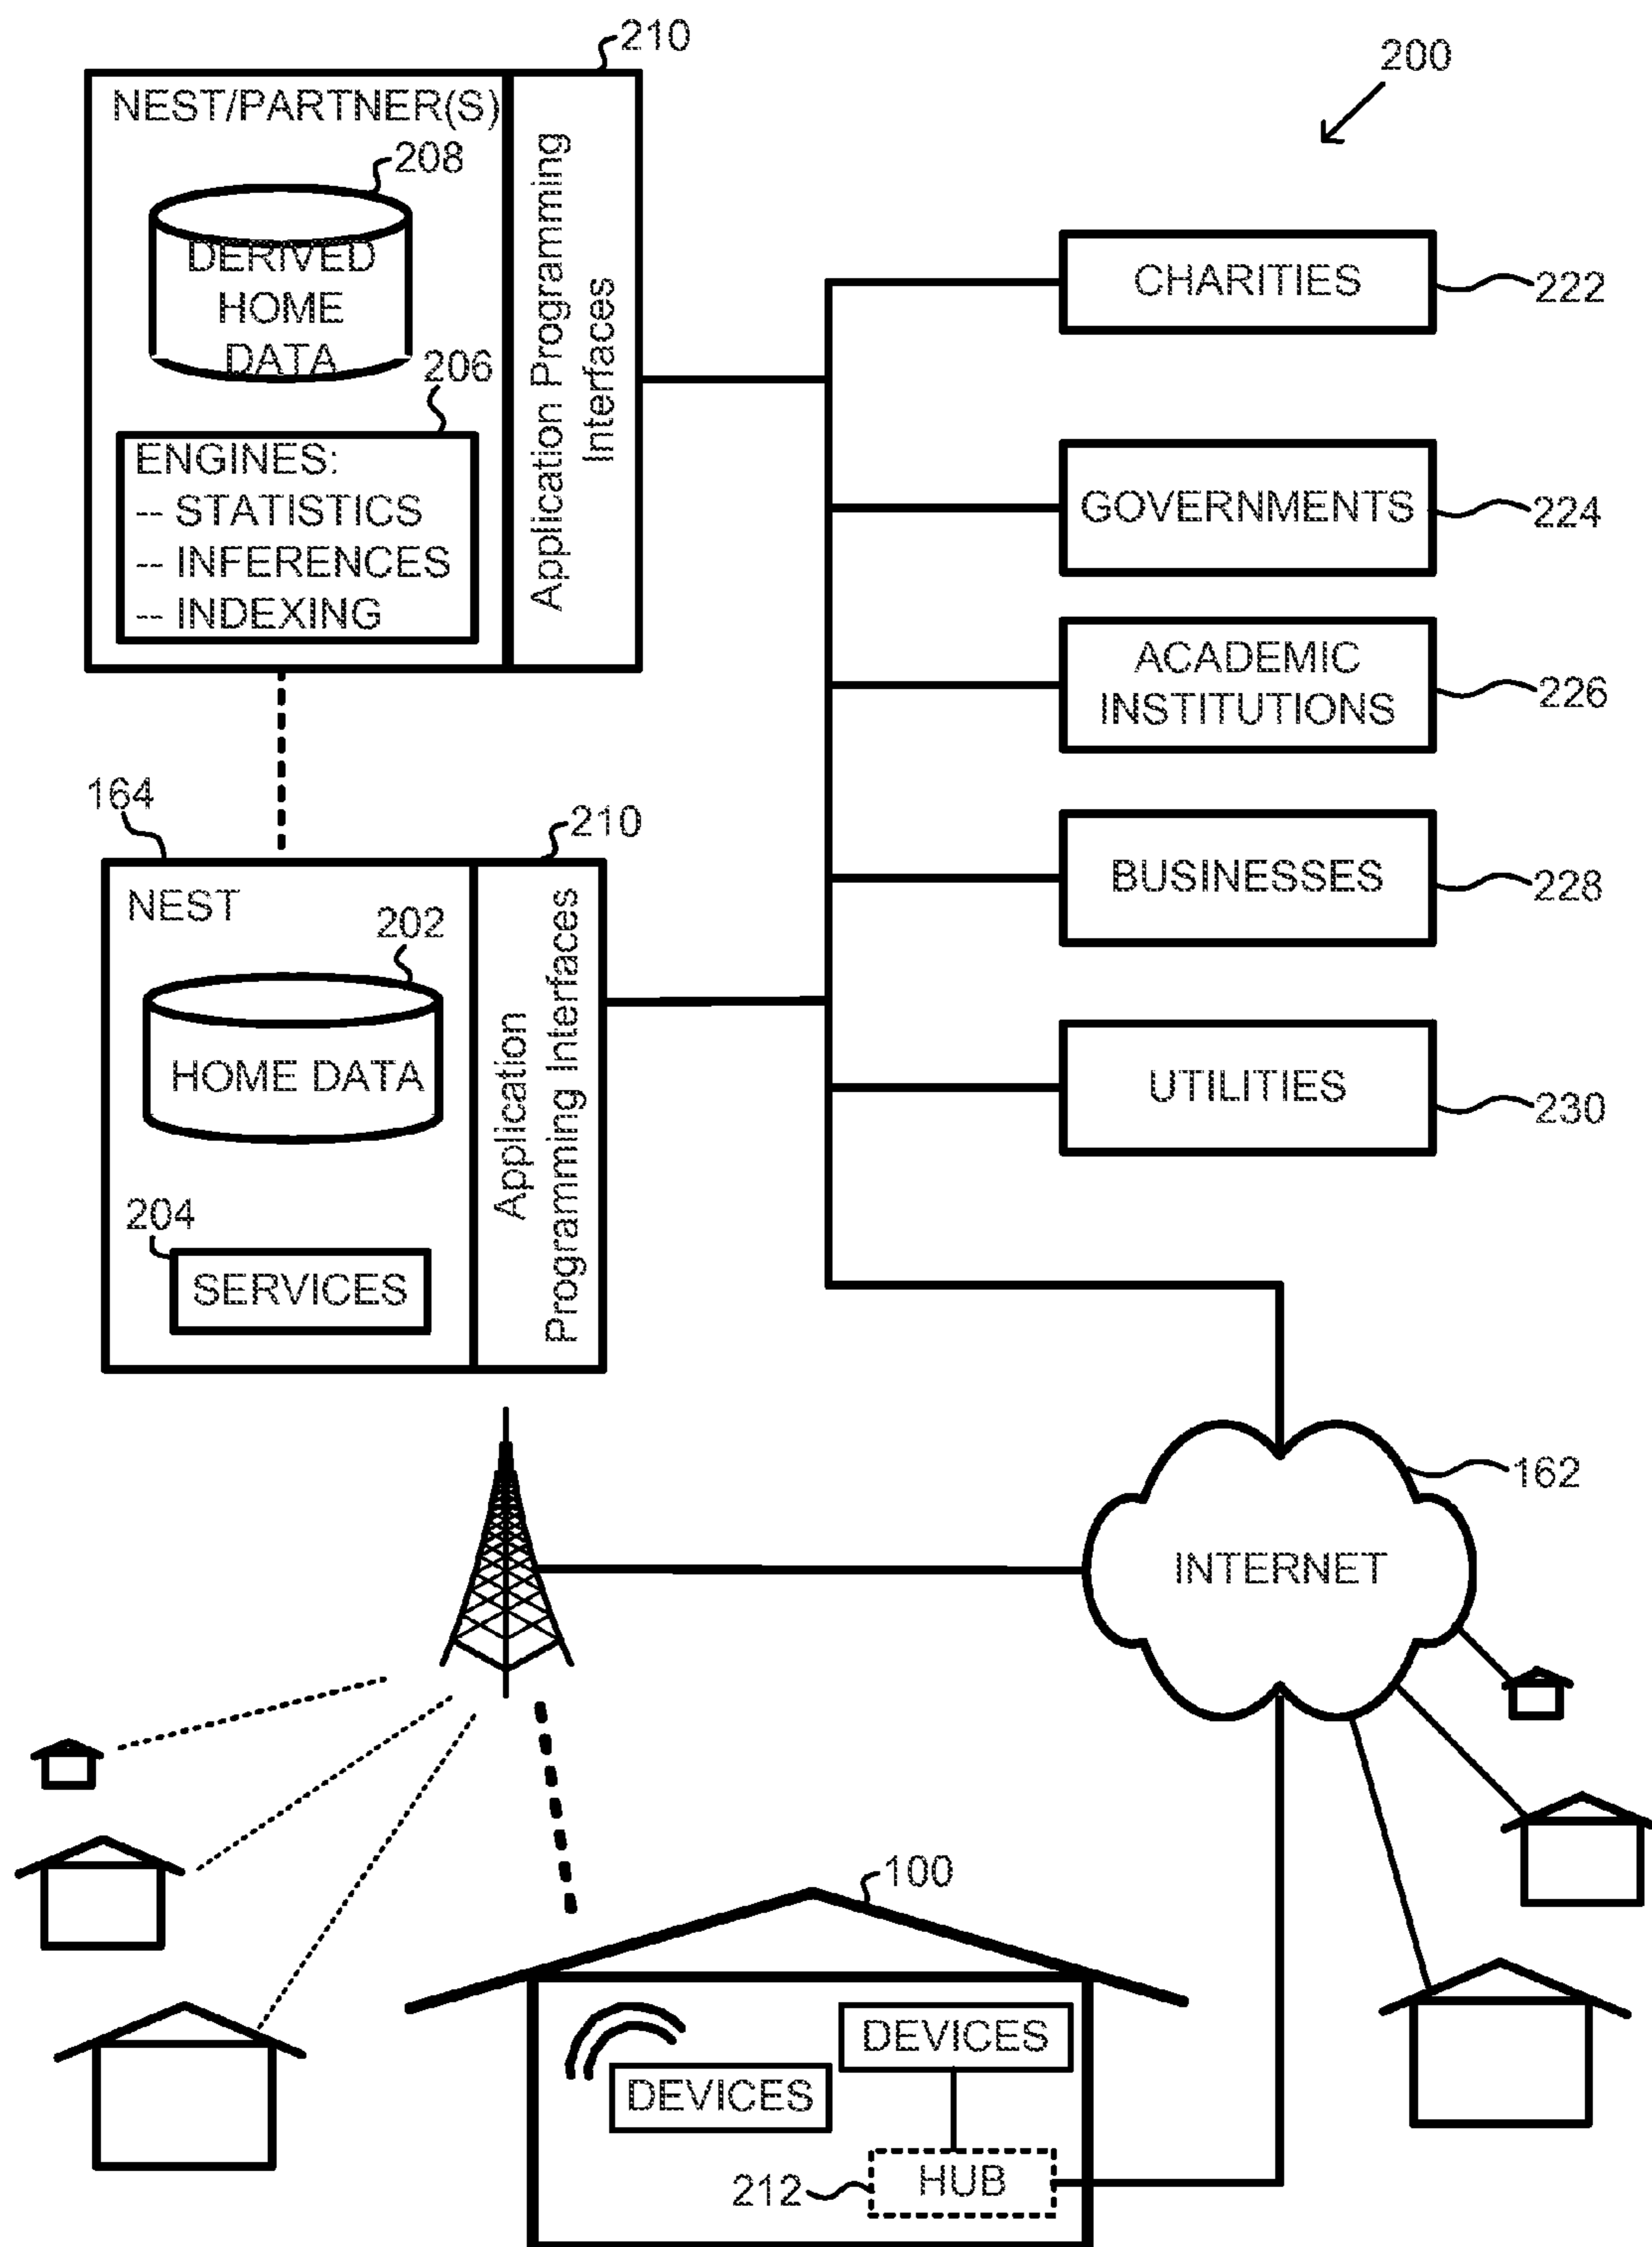 210
200
NEST/PARTNER(S)
208
DERIVED
HOME
DATA
206
ENGINES:
-- STATISTICS
-- INFERENCES
-- INDEXING
Application Programming
Interfaces
CHARITIES
222
GOVERNMENTS
224
ACADEMIC
INSTITUTIONS
226
BUSINESSES
228
UTILITIES
230
164
210
NEST
202
HOME DATA
204
SERVICES
Application
Programming Interfaces
162
INTERNET
100
DEVICES
DEVICES
212
HUB